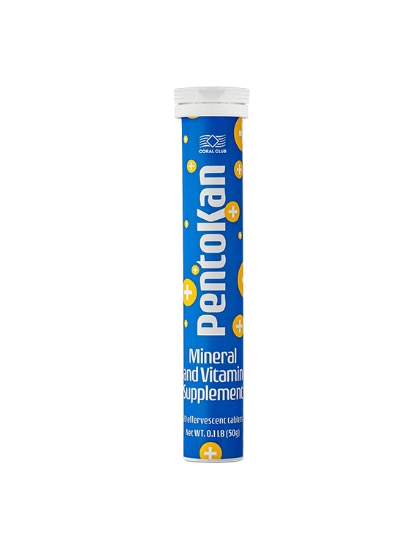 CORAL CLUB
PentoKan
Mineral
and Vitamin
Supplement
effervescent tablets
Net WT. 0.1 LB (50g)